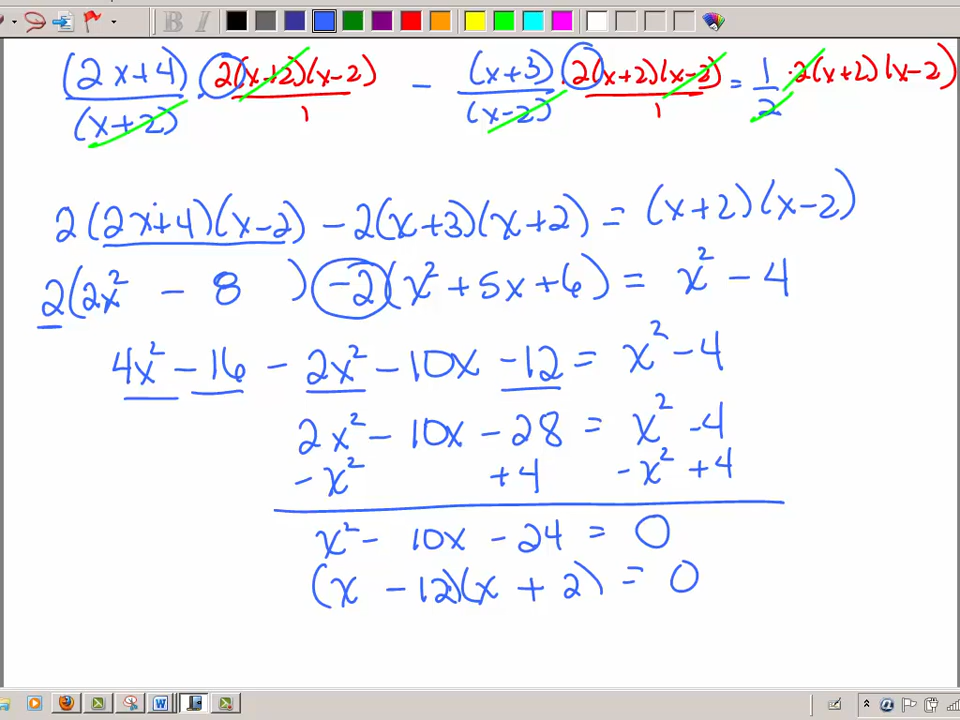 (2x+4)/(x+2) · 2(x+2)(x-2)/1 - (x+3)/(x-2) · 2(x+2)(x-2)/1 = 1/2 · 2(x+2)(x-2)
2(2x+4)(x-2) - 2(x+3)(x+2) = (x+2)(x-2)
2(2x² - 8 ) -2(x² + 5x + 6) = x² - 4
4x² - 16 - 2x² - 10x - 12 = x² - 4
2x² - 10x - 28 = x² - 4
-x² +4 -x² +4
x² - 10x - 24 = 0
(x - 12)(x + 2) = 0